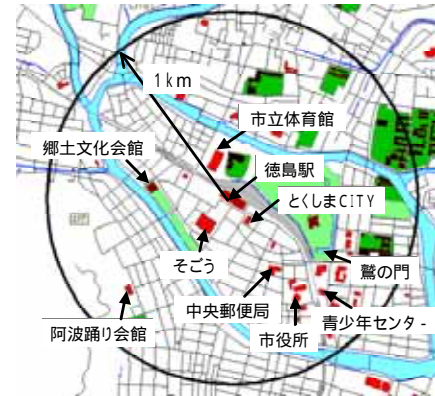 1km
市立体育館
郷土文化会館
徳島駅
とくしまCITY
そごう
鷲の門
中央郵便局
阿波踊り会館
市役所
青少年センタ-